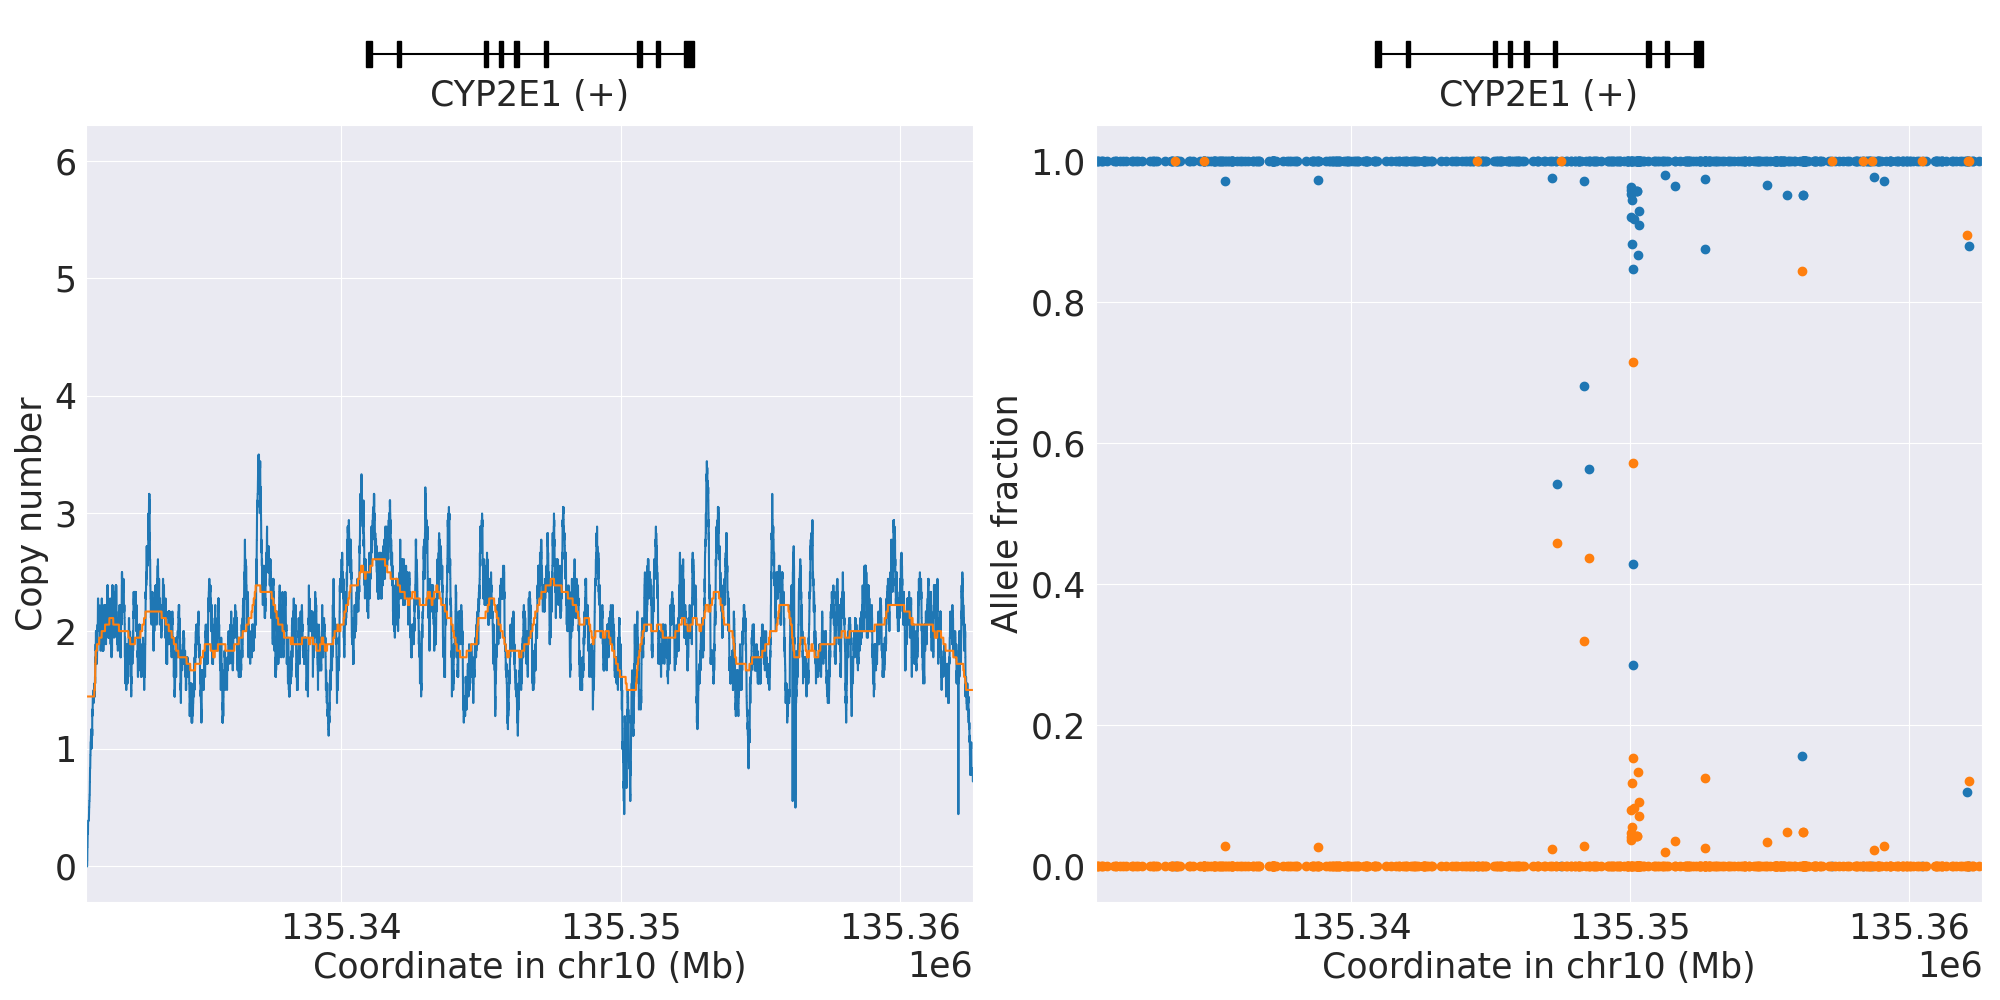 CYP2E1 (+)
Copy number
6
5
4
3
2
1
0
135.34 135.35 135.36
Coordinate in chr10 (Mb)
1e6
CYP2E1 (+)
Allele fraction
1.0
0.8
0.6
0.4
0.2
0.0
135.34 135.35 135.36
Coordinate in chr10 (Mb)
1e6